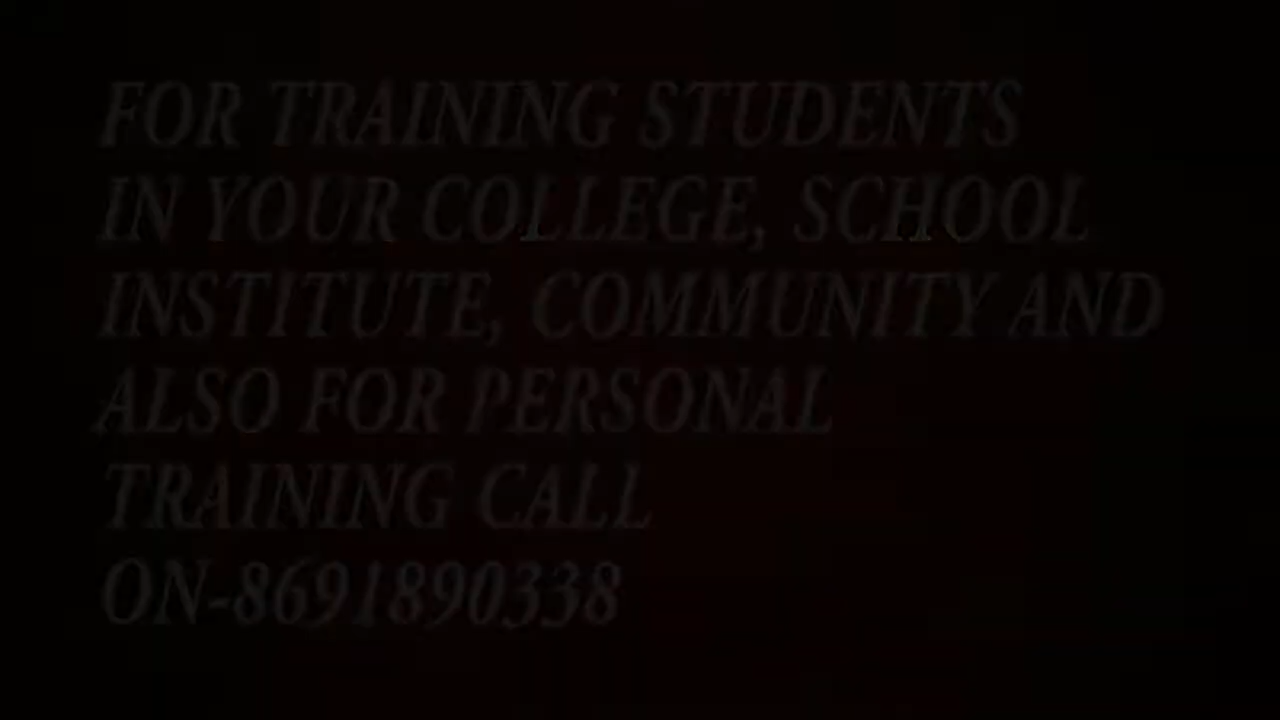 FOR TRAINING STUDENTS
IN YOUR COLLEGE, SCHOOL
INSTITUTE, COMMUNITY AND
ALSO FOR PERSONAL
TRAINING CALL
ON-8691890338